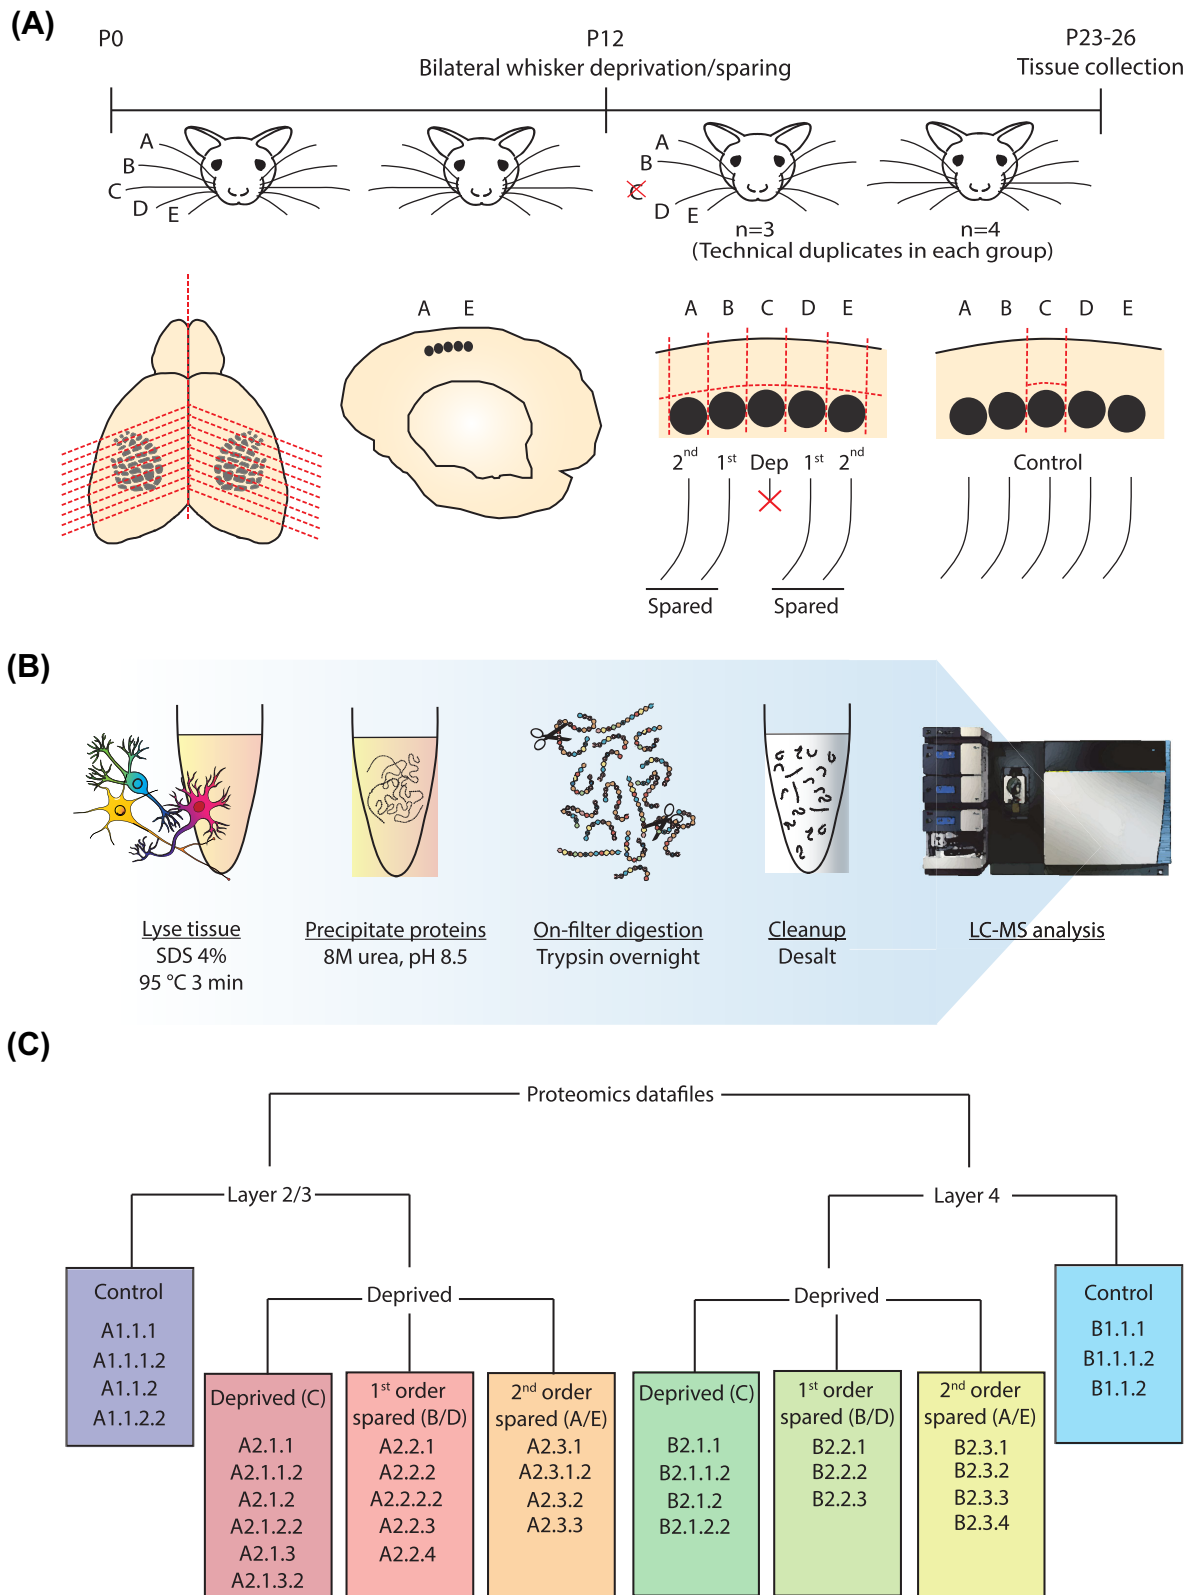 (A)
P0
P12
P23-26
Bilateral whisker deprivation/sparing
Tissue collection
A
B
C
D
E
A
B
C
D
E
n=3
n=4
(Technical duplicates in each group)
A
E
A B C D E
A B C D E
2nd 1st Dep 1st 2nd
Control
Spared
Spared
(B)
Lyse tissue
SDS 4%
95 °C 3 min
Precipitate proteins
8M urea, pH 8.5
On-filter digestion
Trypsin overnight
Cleanup
Desalt
LC-MS analysis
(C)
Proteomics datafiles
Layer 2/3
Layer 4
Control
A1.1.1
A1.1.1.2
A1.1.2
A1.1.2.2
Deprived
Deprived (C)
A2.1.1
A2.1.1.2
A2.1.2
A2.1.2.2
A2.1.3
A2.1.3.2
1st order
spared (B/D)
A2.2.1
A2.2.2
A2.2.2.2
A2.2.3
A2.2.4
2nd order
spared (A/E)
A2.3.1
A2.3.1.2
A2.3.2
A2.3.3
Deprived
Deprived (C)
B2.1.1
B2.1.1.2
B2.1.2
B2.1.2.2
1st order
spared (B/D)
B2.2.1
B2.2.2
B2.2.3
2nd order
spared (A/E)
B2.3.1
B2.3.2
B2.3.3
B2.3.4
Control
B1.1.1
B1.1.1.2
B1.1.2